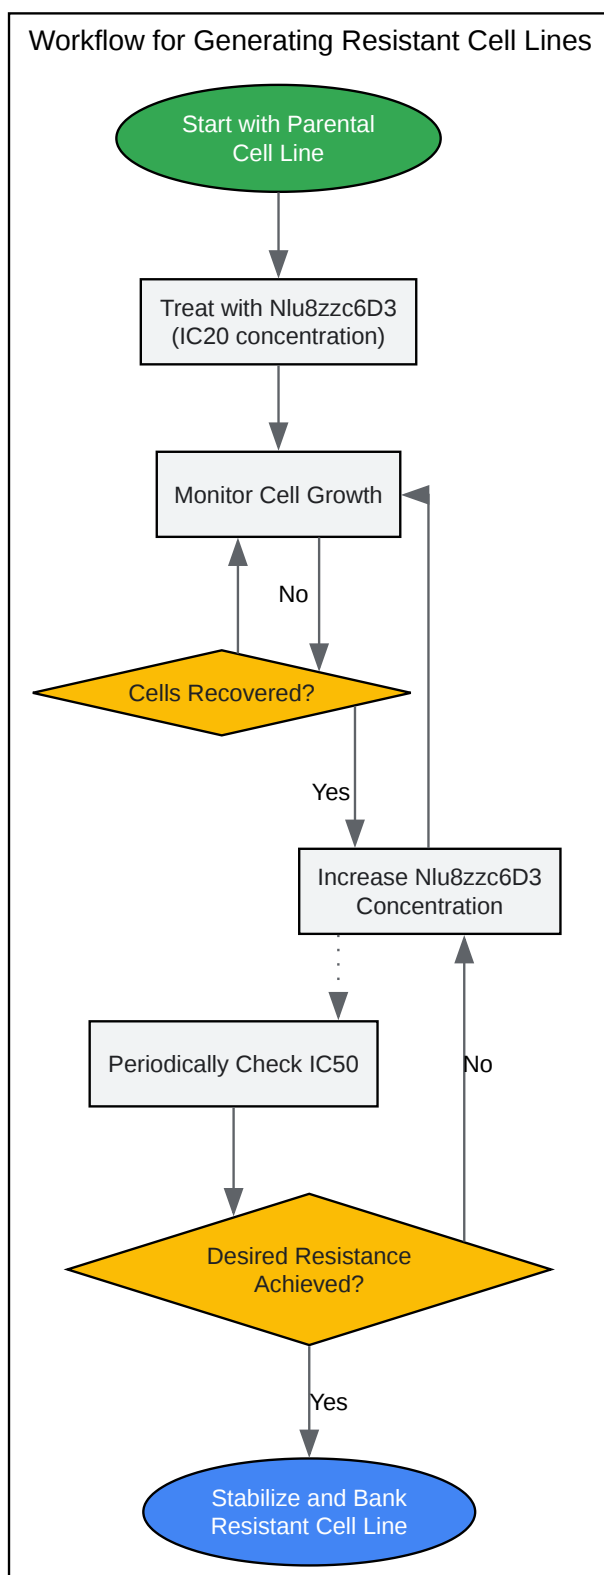 Workflow for Generating Resistant Cell Lines
Start with Parental
Cell Line
Treat with Nlu8zzc6D3
(IC20 concentration)
Monitor Cell Growth
No
Cells Recovered?
Yes
Increase Nlu8zzc6D3
Concentration
Periodically Check IC50
No
Desired Resistance
Achieved?
Yes
Stabilize and Bank
Resistant Cell Line